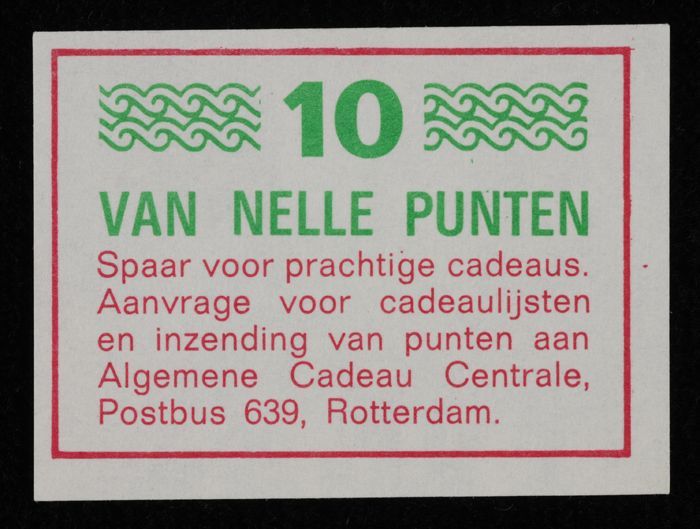 10
VAN NELLE PUNTEN
Spaar voor prachtige cadeaus.
Aanvrage voor cadeaulijsten
en inzending van punten aan
Algemene Cadeau Centrale,
Postbus 639, Rotterdam.